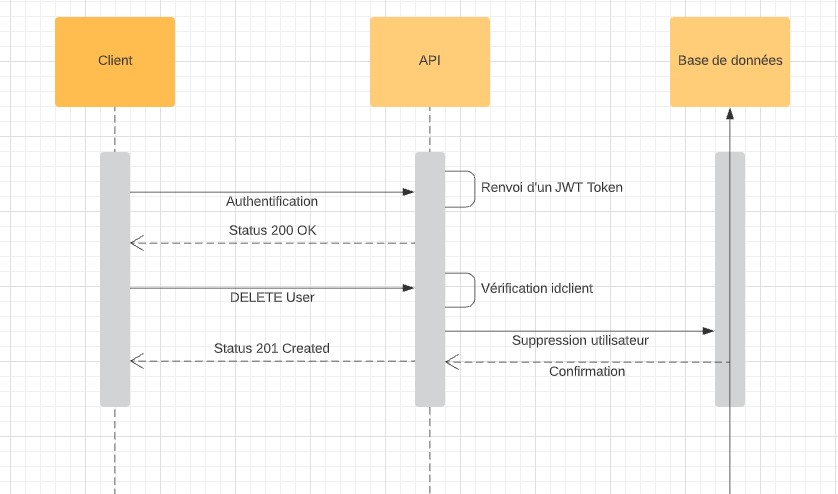 Client
API
Base de données
Renvoi d'un JWT Token
Authentification
Status 200 OK
Vérification idclient
DELETE User
Suppression utilisateur
Status 201 Created
Confirmation